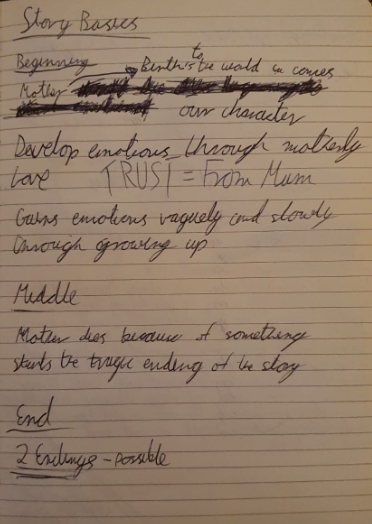 Story Basics
Beginning
Births to the world in comes
Mother
our character
Develop emotions through motherly
love TRUST = From Mum
Gains emotions vaguely and slowly
through growing up
Middle
Mother dies because of something
starts the tragic ending of the story
End
2 Endings - possible